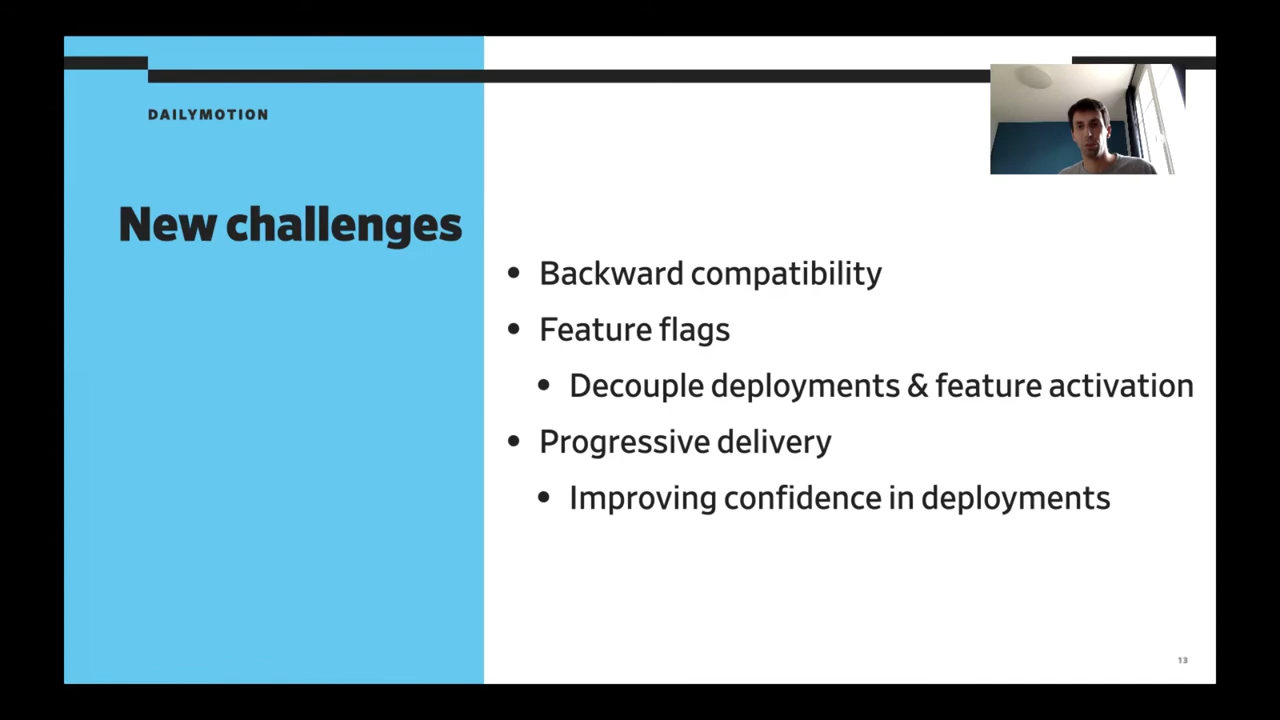 DAILYMOTION
New challenges
• Backward compatibility
• Feature flags
• Decouple deployments & feature activation
• Progressive delivery
• Improving confidence in deployments
13